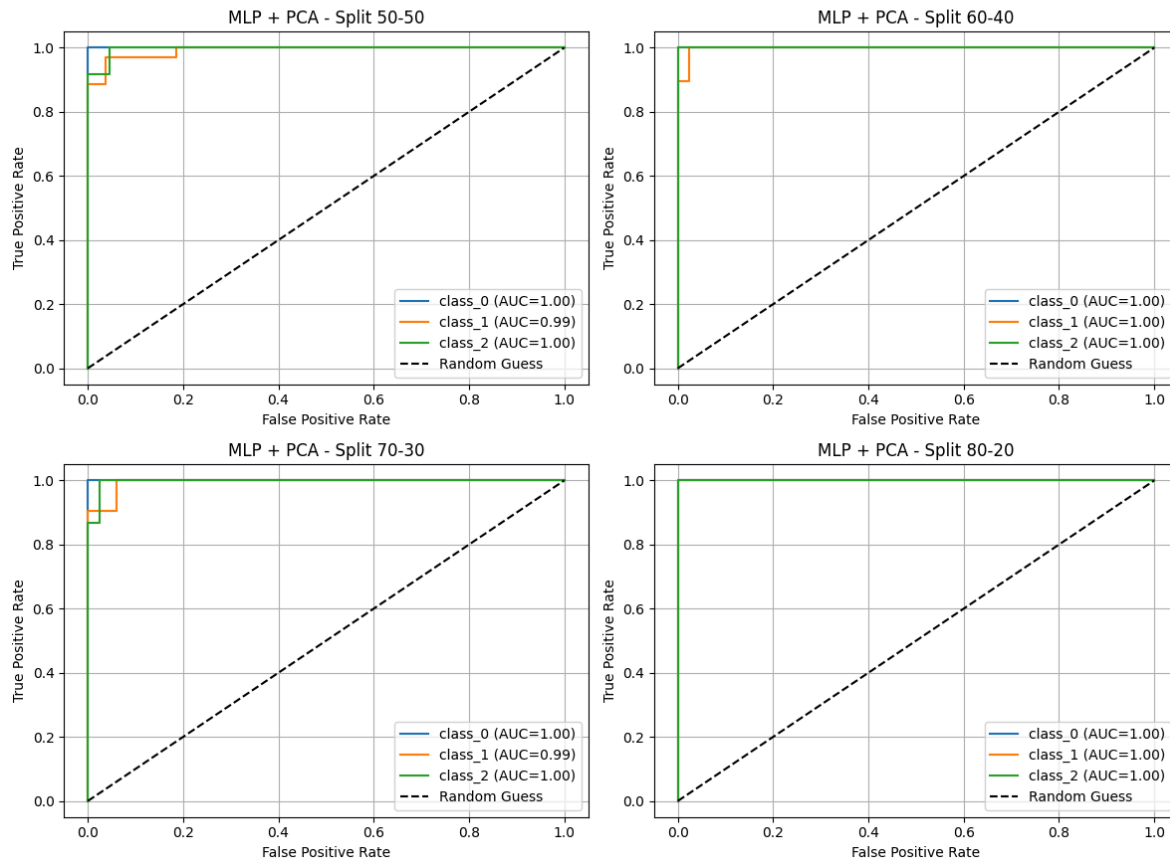 MLP + PCA - Split 50-50
1.0
0.8
0.6
0.4
0.2
0.0
True Positive Rate
class_0 (AUC=1.00)
class_1 (AUC=0.99)
class_2 (AUC=1.00)
Random Guess
0.0 0.2 0.4 0.6 0.8 1.0
False Positive Rate
MLP + PCA - Split 60-40
1.0
0.8
0.6
0.4
0.2
0.0
True Positive Rate
class_0 (AUC=1.00)
class_1 (AUC=1.00)
class_2 (AUC=1.00)
Random Guess
0.0 0.2 0.4 0.6 0.8 1.0
False Positive Rate
MLP + PCA - Split 70-30
1.0
0.8
0.6
0.4
0.2
0.0
True Positive Rate
class_0 (AUC=1.00)
class_1 (AUC=0.99)
class_2 (AUC=1.00)
Random Guess
0.0 0.2 0.4 0.6 0.8 1.0
False Positive Rate
MLP + PCA - Split 80-20
1.0
0.8
0.6
0.4
0.2
0.0
True Positive Rate
class_0 (AUC=1.00)
class_1 (AUC=1.00)
class_2 (AUC=1.00)
Random Guess
0.0 0.2 0.4 0.6 0.8 1.0
False Positive Rate